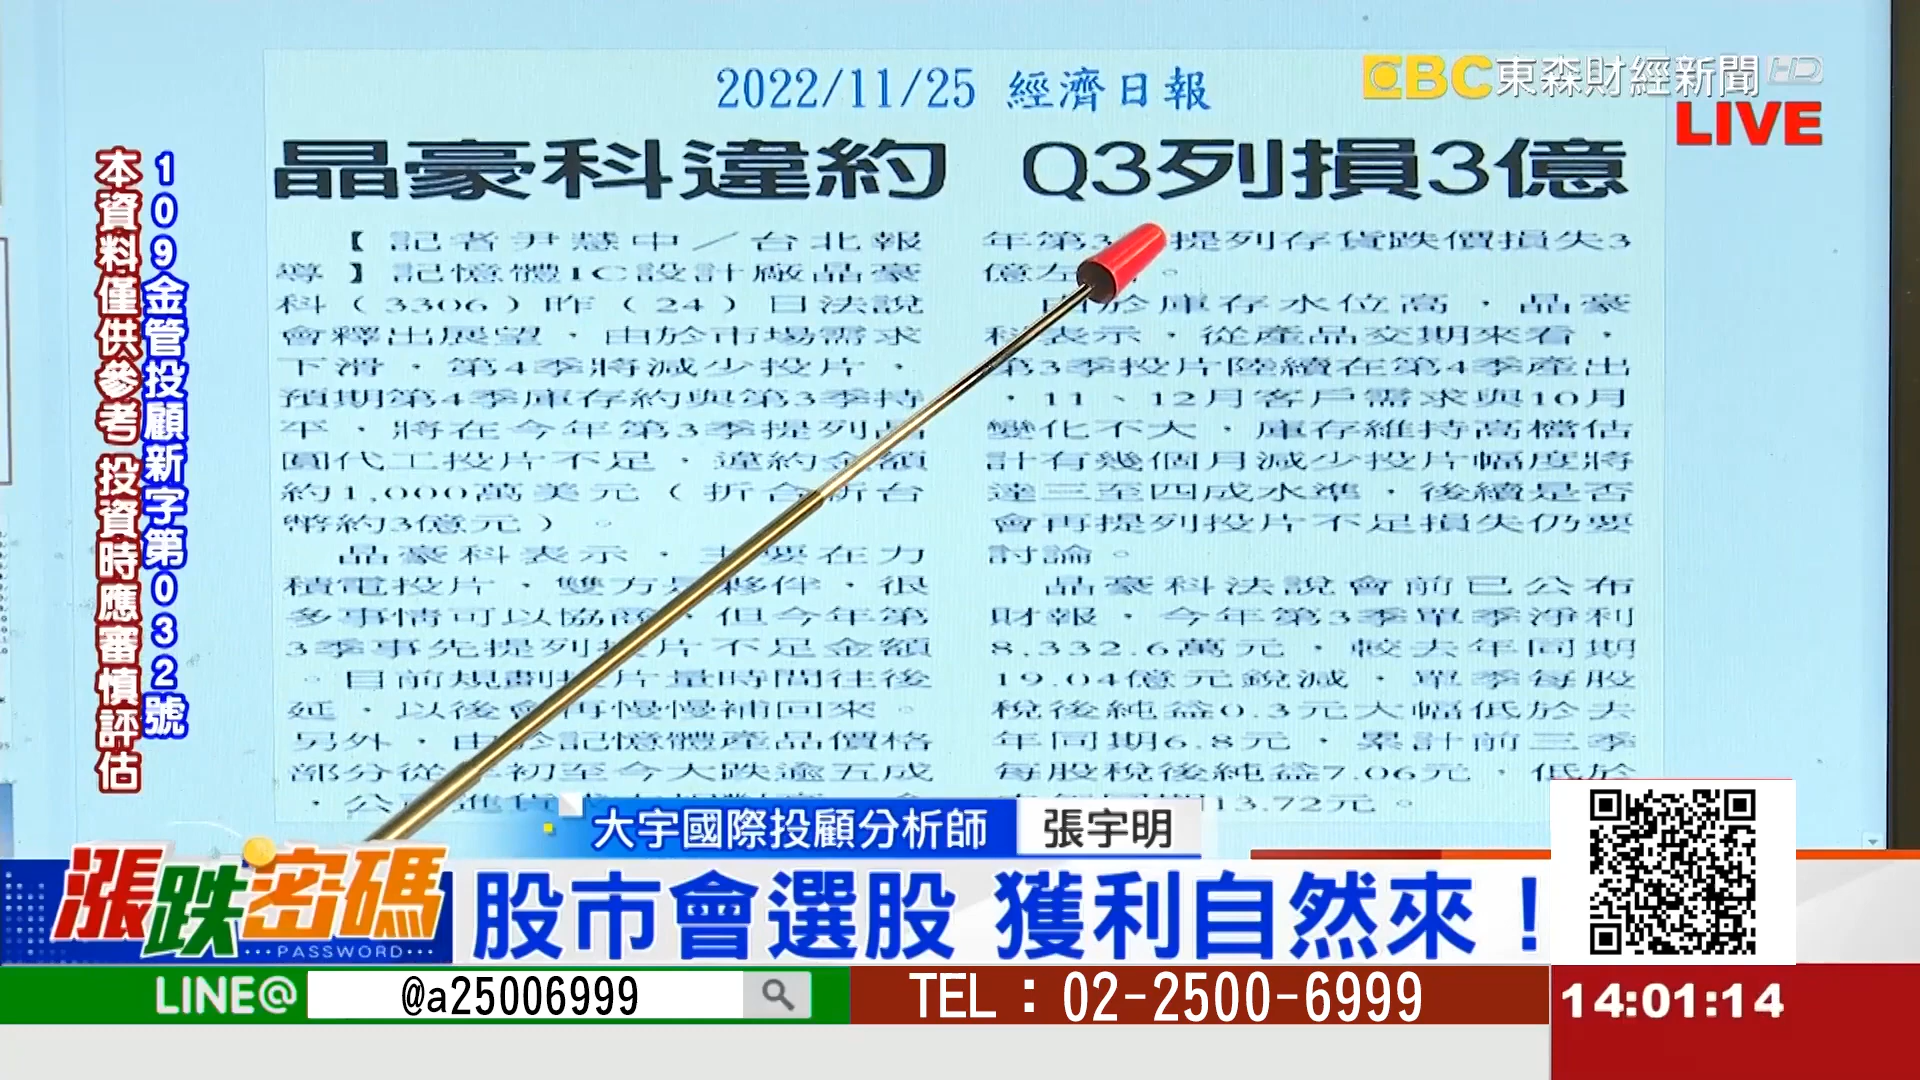 2022/11/25 經濟日報
EBC東森財經新聞HD
LIVE
晶豪科違約 Q3列損3億
109金管投顧新字第032號
本資料僅供參考 投資時應審慎評估
【記者尹慧中／台北報
導】記憶體IC設計廠晶豪
科（3306）昨（24）日法說
會釋出展望，由於市場需求
下滑，第4季將減少投片，
預期第4季庫存約與第3季持
平，將在今年第3季提列晶
圓代工投片不足，違約金額
約1,000萬美元（折合新台
幣約3億元）。
晶豪科表示，主要在力
積電投片，雙方是夥伴，很
多事情可以協商，但今年第
3季事先提列投片不足金額
。目前規劃投片量時間往後
延，以後會再慢慢補回來。
另外，由於記憶體產品價格
部分從年初至今大跌逾五成
年第3 提列存貨跌價損失3
億左 。
由於庫存水位高，晶豪
科表示，從產品交期來看，
第3季投片陸續在第4季產出
，11、12月客戶需求與10月
變化不大，庫存維持高檔估
計有幾個月減少投片幅度將
達三至四成水準，後續是否
會再提列投片不足損失仍要
討論。
晶豪科法說會前已公布
財報，今年第3季單季淨利
8,332.6萬元，較去年同期
19.04億元銳減，單季每股
稅後純益0.3元大幅低於去
年同期6.8元，累計前三季
每股稅後純益7.06元，低於
13.72元。
大宇國際投顧分析師 張宇明
漲跌密碼
PASSWORD
股市會選股 獲利自然來！
LINE@ @a25006999
TEL：02-2500-6999
14:01:14